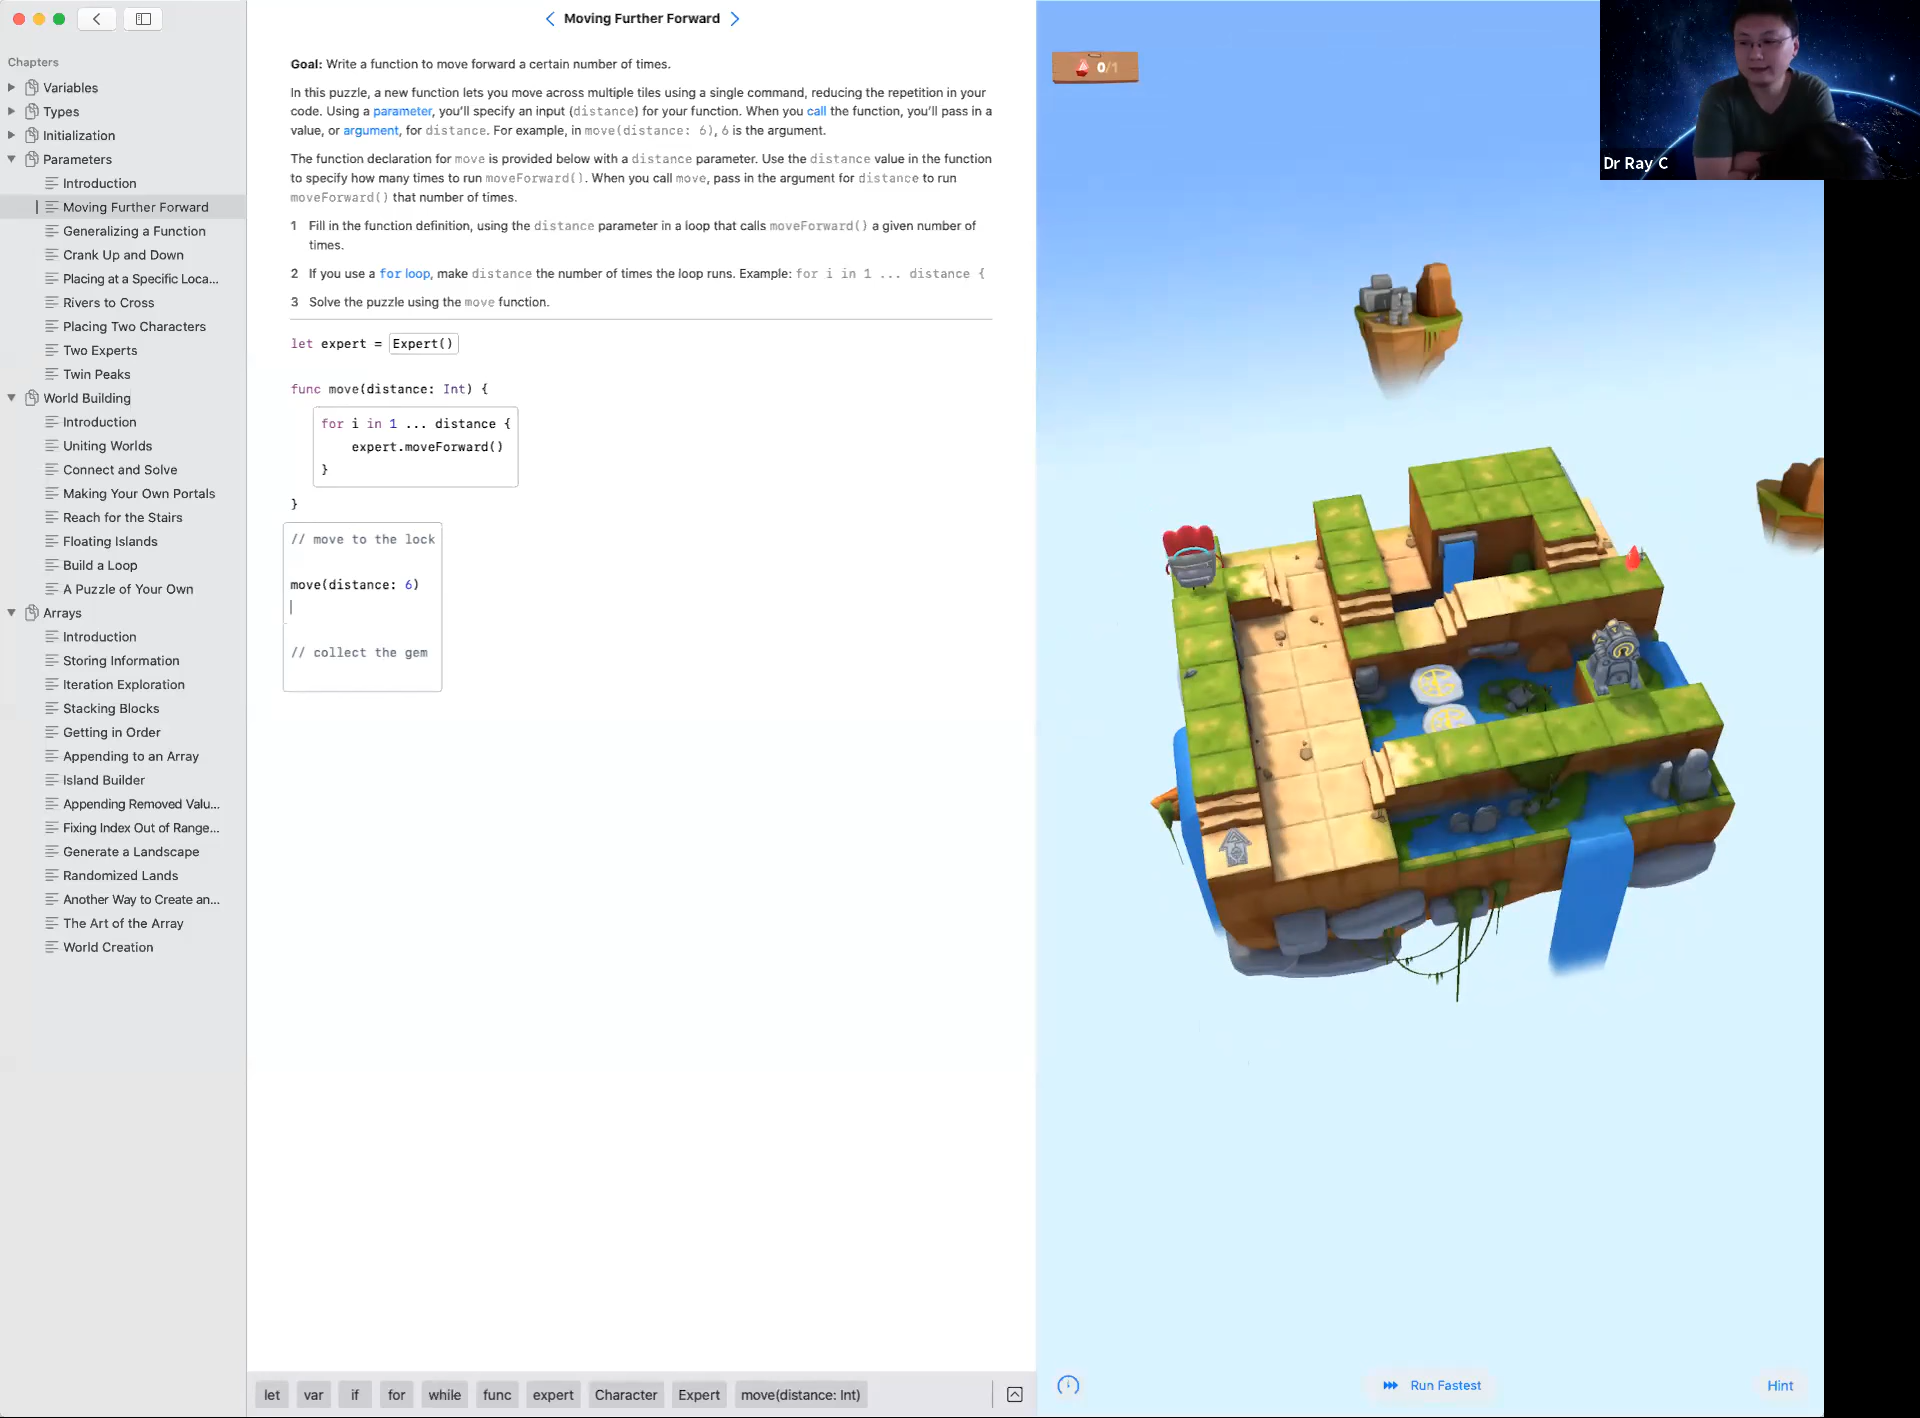 Moving Further Forward
Chapters
Variables
Types
Initialization
Parameters
Introduction
Moving Further Forward
Generalizing a Function
Crank Up and Down
Placing at a Specific Loca...
Rivers to Cross
Placing Two Characters
Two Experts
Twin Peaks
World Building
Introduction
Uniting Worlds
Connect and Solve
Making Your Own Portals
Reach for the Stairs
Floating Islands
Build a Loop
A Puzzle of Your Own
Arrays
Introduction
Storing Information
Iteration Exploration
Stacking Blocks
Getting in Order
Appending to an Array
Island Builder
Appending Removed Valu...
Fixing Index Out of Range...
Generate a Landscape
Randomized Lands
Another Way to Create an...
The Art of the Array
World Creation
Goal: Write a function to move forward a certain number of times.
In this puzzle, a new function lets you move across multiple tiles using a single command, reducing the repetition in your
code. Using a parameter, you'll specify an input (distance) for your function. When you call the function, you'll pass in a
value, or argument, for distance. For example, in move(distance: 6), 6 is the argument.
The function declaration for move is provided below with a distance parameter. Use the distance value in the function
to specify how many times to run moveForward(). When you call move, pass in the argument for distance to run
moveForward() that number of times.
1 Fill in the function definition, using the distance parameter in a loop that calls moveForward() a given number of
times.
2 If you use a for loop, make distance the number of times the loop runs. Example: for i in 1 ... distance {
3 Solve the puzzle using the move function.
let expert = Expert()
func move(distance: Int) {
for i in 1 ... distance {
expert.moveForward()
}
}
// move to the lock
move(distance: 6)
// collect the gem
let var if for while func expert Character Expert move(distance: Int)
0/1
Dr Ray C
Run Fastest
Hint